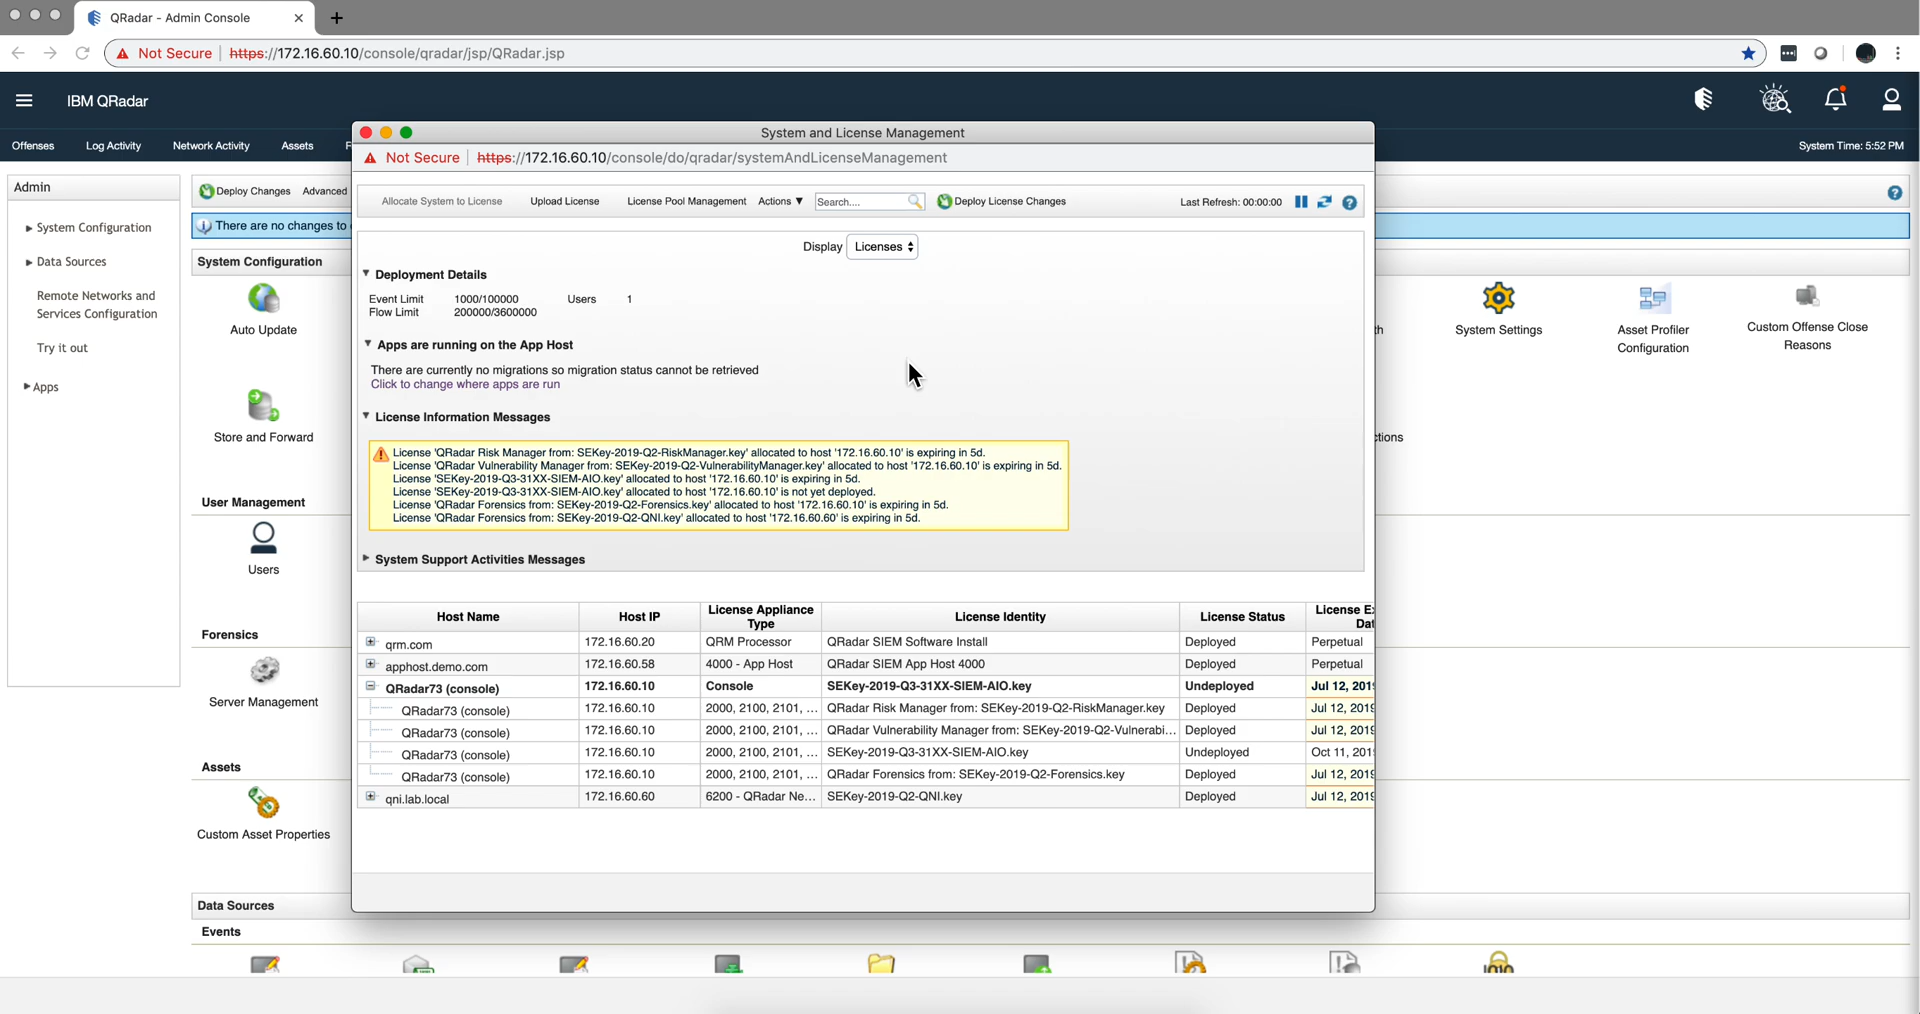 QRadar - Admin Console
Not Secure https://172.16.60.10/console/qradar/jsp/QRadar.jsp
IBM QRadar
Offenses Log Activity Network Activity Assets
System Time: 5:52 PM
System and License Management
Not Secure https://172.16.60.10/console/do/qradar/systemAndLicenseManagement
Admin
System Configuration
Data Sources
Remote Networks and
Services Configuration
Try it out
Apps
Deploy Changes Advanced
There are no changes to
System Configuration
Auto Update
Store and Forward
User Management
Users
Forensics
Server Management
Assets
Custom Asset Properties
Data Sources
Events
Allocate System to License Upload License License Pool Management Actions ▼ Search.... Deploy License Changes Last Refresh: 00:00:00
Display Licenses
Deployment Details
Event Limit 1000/100000 Users 1
Flow Limit 200000/3600000
Apps are running on the App Host
There are currently no migrations so migration status cannot be retrieved
Click to change where apps are run
License Information Messages
License 'QRadar Risk Manager from: SEKey-2019-Q2-RiskManager.key' allocated to host '172.16.60.10' is expiring in 5d.
License 'QRadar Vulnerability Manager from: SEKey-2019-Q2-VulnerabilityManager.key' allocated to host '172.16.60.10' is expiring in 5d.
License 'SEKey-2019-Q3-31XX-SIEM-AIO.key' allocated to host '172.16.60.10' is expiring in 5d.
License 'SEKey-2019-Q3-31XX-SIEM-AIO.key' allocated to host '172.16.60.10' is not yet deployed.
License 'QRadar Forensics from: SEKey-2019-Q2-Forensics.key' allocated to host '172.16.60.10' is expiring in 5d.
License 'QRadar Forensics from: SEKey-2019-Q2-QNI.key' allocated to host '172.16.60.60' is expiring in 5d.
System Support Activities Messages
Host Name Host IP License Appliance Type License Identity License Status License Ex Dat
qrm.com 172.16.60.20 QRM Processor QRadar SIEM Software Install Deployed Perpetual
apphost.demo.com 172.16.60.58 4000 - App Host QRadar SIEM App Host 4000 Deployed Perpetual
QRadar73 (console) 172.16.60.10 Console SEKey-2019-Q3-31XX-SIEM-AIO.key Undeployed Jul 12, 2019
QRadar73 (console) 172.16.60.10 2000, 2100, 2101, ... QRadar Risk Manager from: SEKey-2019-Q2-RiskManager.key Deployed Jul 12, 2019
QRadar73 (console) 172.16.60.10 2000, 2100, 2101, ... QRadar Vulnerability Manager from: SEKey-2019-Q2-Vulnerabi... Deployed Jul 12, 2019
QRadar73 (console) 172.16.60.10 2000, 2100, 2101, ... SEKey-2019-Q3-31XX-SIEM-AIO.key Undeployed Oct 11, 201
QRadar73 (console) 172.16.60.10 2000, 2100, 2101, ... QRadar Forensics from: SEKey-2019-Q2-Forensics.key Deployed Jul 12, 2019
qni.lab.local 172.16.60.60 6200 - QRadar Ne... SEKey-2019-Q2-QNI.key Deployed Jul 12, 2019
th
System Settings
Asset Profiler
Configuration
Custom Offense Close
Reasons
ctions